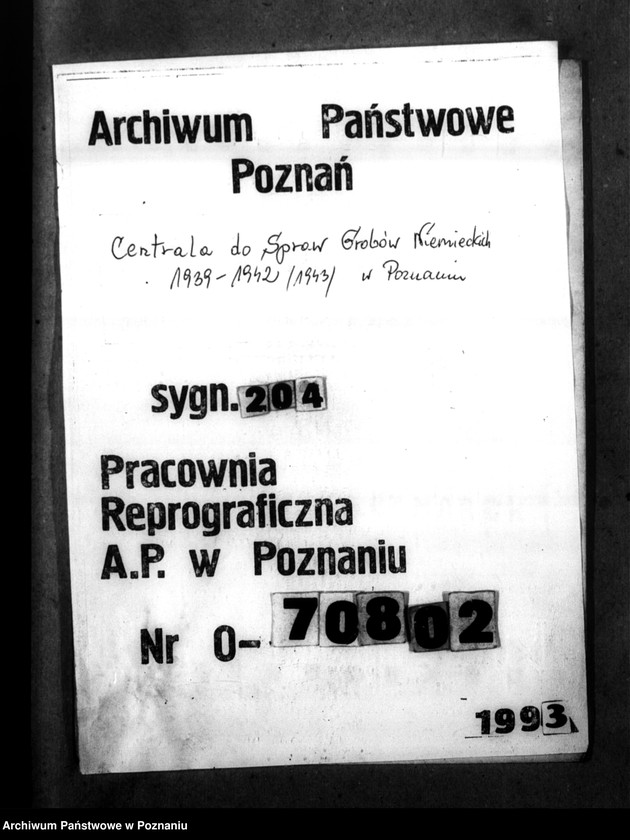 Archiwum Państwowe
Poznań
Centrala do Spraw Grobów Niemieckich
1939-1942 /1943/ w Poznaniu
sygn. 204
Pracownia
Reprograficzna
A.P. w Poznaniu
Nr 0-70802
1993
Archiwum Państwowe w Poznaniu